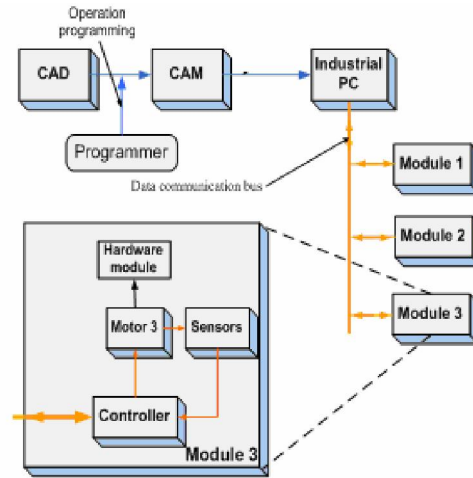 Operation
programming
CAD
CAM
Industrial
PC
Programmer
Data communication bus
Module 1
Module 2
Module 3
Hardware
module
Motor 3
Sensors
Controller
Module 3